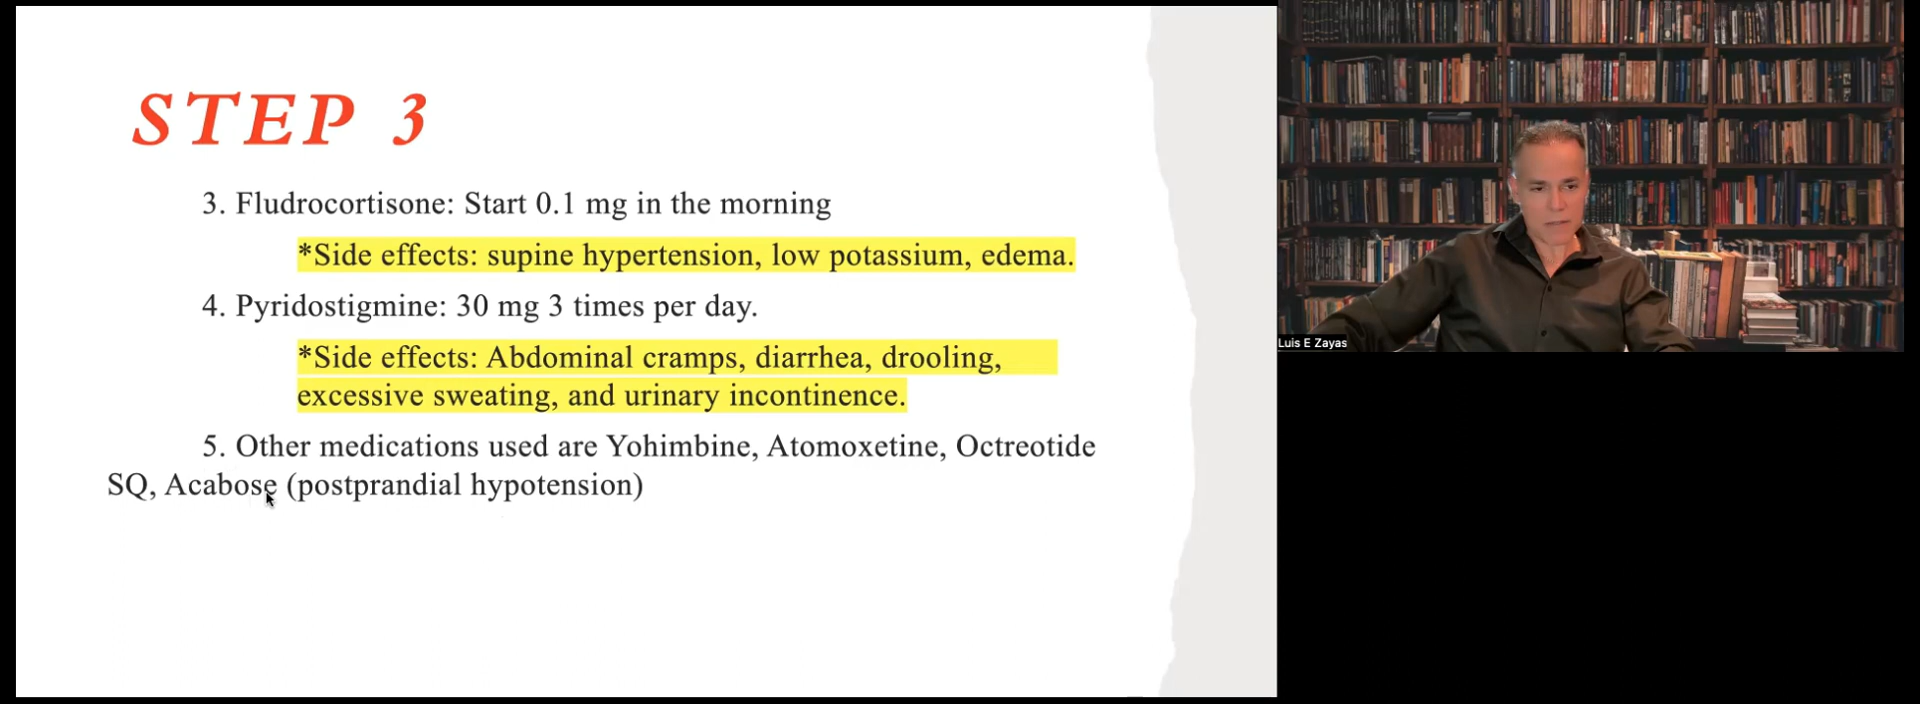 STEP 3
3. Fludrocortisone: Start 0.1 mg in the morning
*Side effects: supine hypertension, low potassium, edema.
4. Pyridostigmine: 30 mg 3 times per day.
*Side effects: Abdominal cramps, diarrhea, drooling,
excessive sweating, and urinary incontinence.
5. Other medications used are Yohimbine, Atomoxetine, Octreotide
SQ, Acabose (postprandial hypotension)
Luis E Zayas